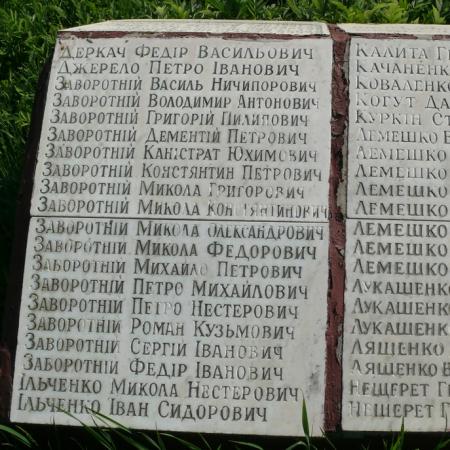 Деркач Федір Васильович
Джерело Петро Іванович
Заворотній Василь Ничипорович
Заворотній Володимир Антонович
Заворотній Григорій Пилипович
Заворотній Дементій Петрович
Заворотній Каністрат Юхимович
Заворотній Констянтин Петрович
Заворотній Микола Григорович
Заворотній Микола Констянтинович
Заворотній Микола Олександрович
Заворотній Микола Федорович
Заворотній Михайло Петрович
Заворотній Петро Михайлович
Заворотній Петро Нестерович
Заворотній Роман Кузьмович
Заворотній Сергій Іванович
Заворотній Федір Іванович
Ільченко Микола Нестерович
Ільченко Іван Сидорович
Калита
Качаненк
Коваленк
Когут Да
Куркін Ст
Лемешко
Лемешко
Лемешко
Лемешко
Лемешко
Лемешко
Лемешко
Лемешко
Лукашенк
Лукашенк
Лукашенк
Лященко
Лященко
Нещерет Г
Нещерет Г